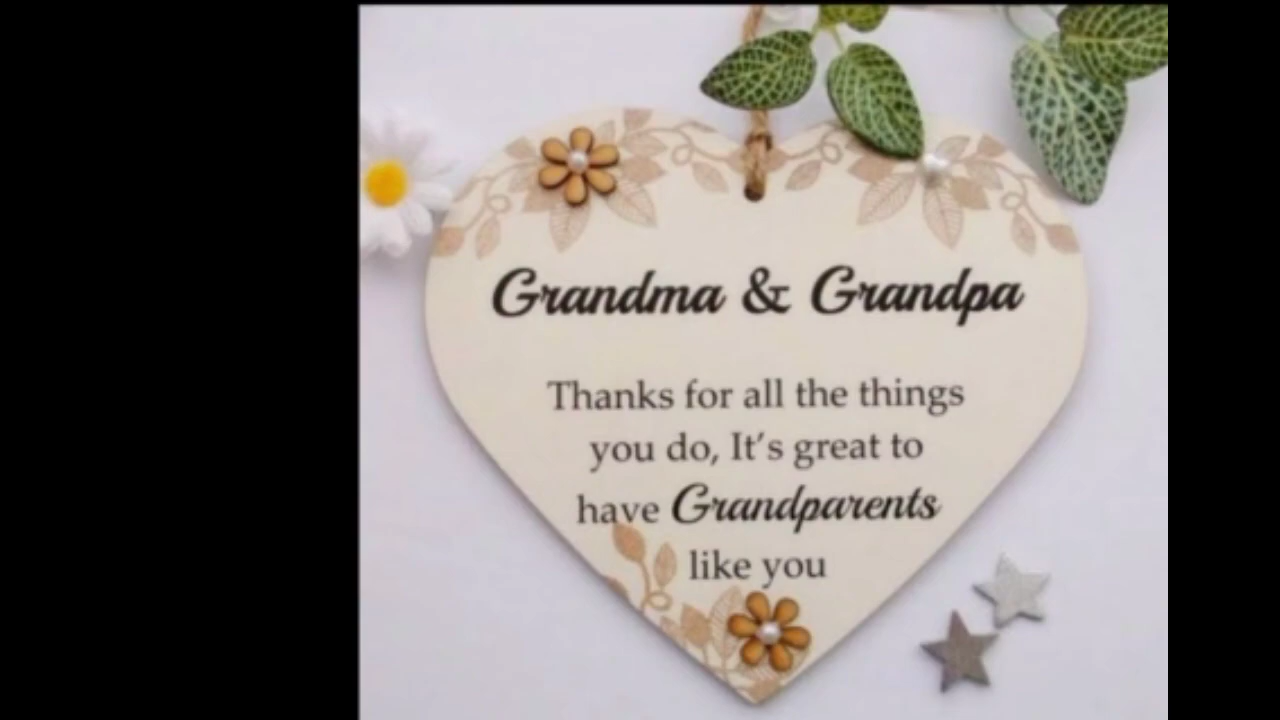 Grandma & Grandpa
Thanks for all the things
you do, It's great to
have Grandparents
like you